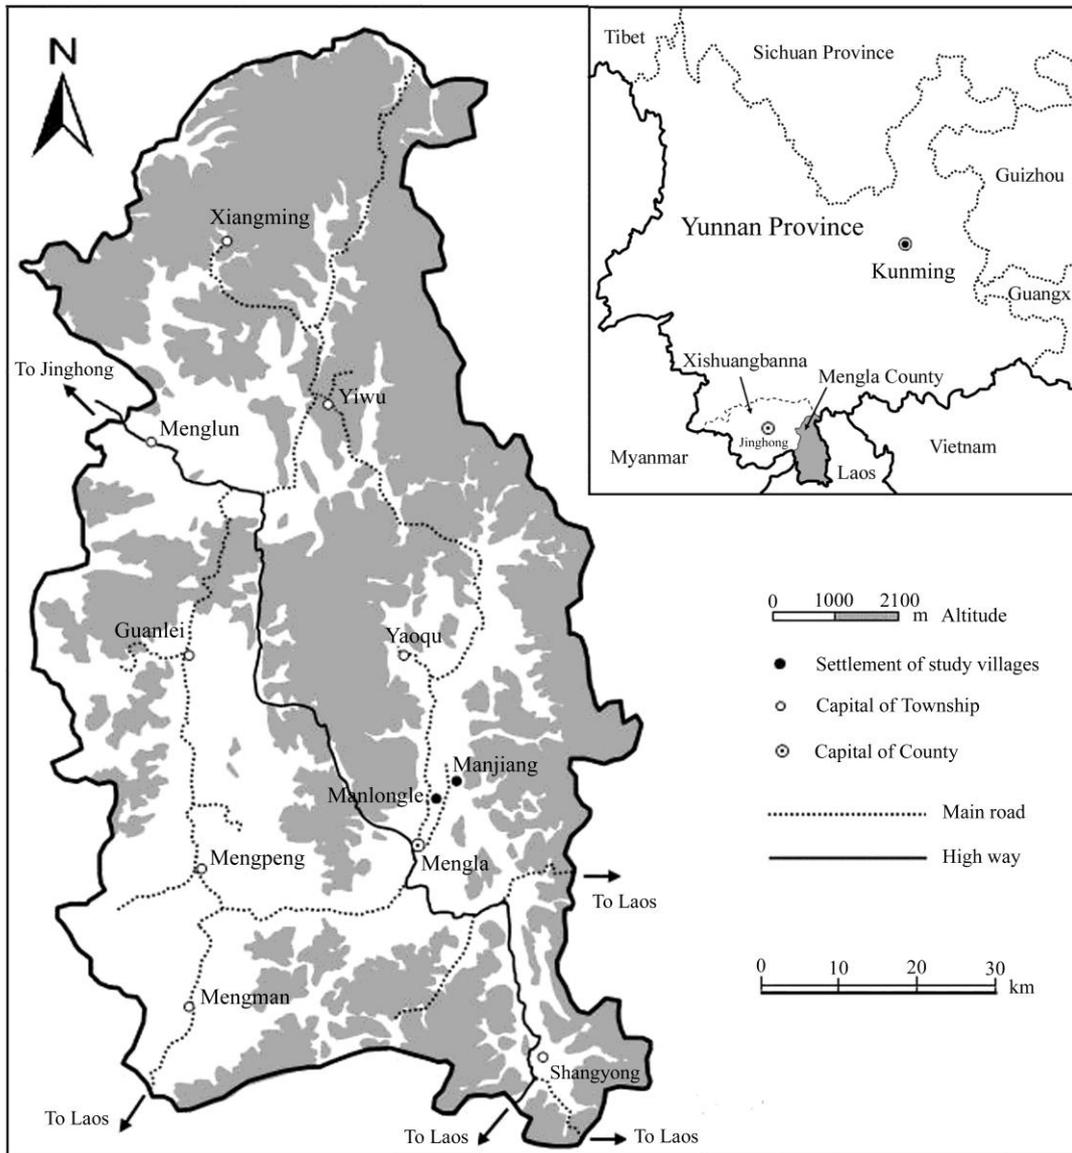 N
Xiangming
To Jinghong
Yiwu
Menglun
Guanlei
Yaoqu
Manjiang
Manlongle
Mengpeng
Mengla
To Laos
Mengman
Shangyong
To Laos
To Laos
To Laos
Tibet
Sichuan Province
Guizhou
Yunnan Province
Kunming
Guangx
Xishuangbanna
Mengla County
Jinghong
Myanmar
Laos
Vietnam
0 1000 2100
m Altitude
Settlement of study villages
Capital of Township
Capital of County
Main road
High way
0 10 20 30
km